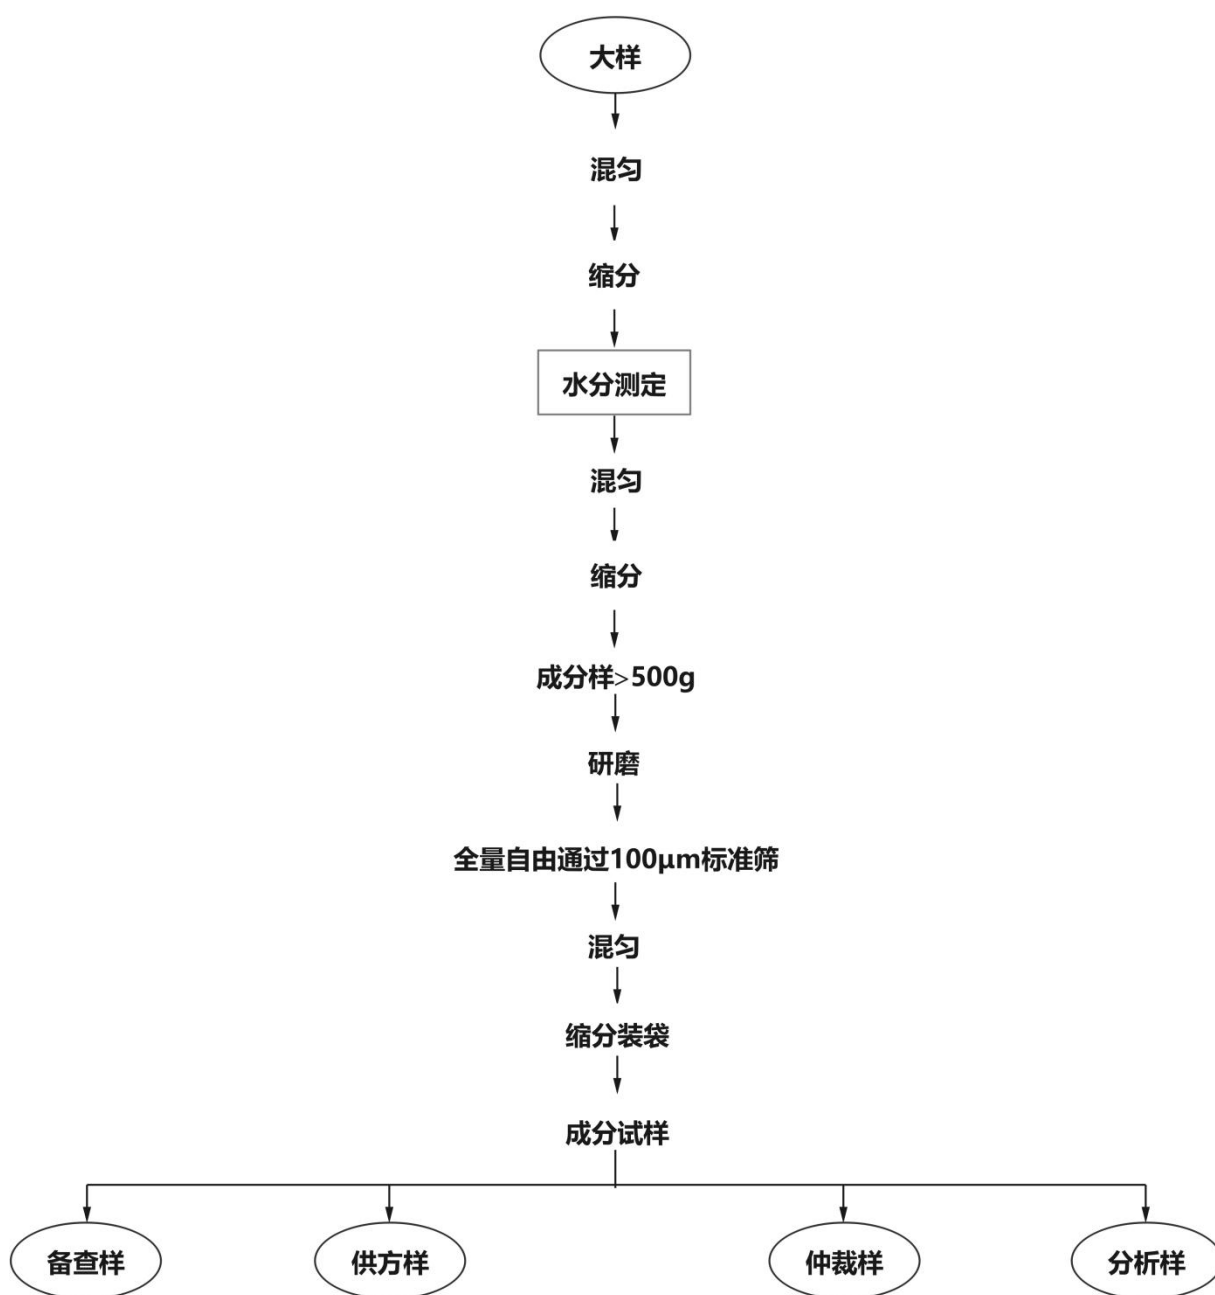 大样
混匀
缩分
水分测定
混匀
缩分
成分样>500g
研磨
全量自由通过100μm标准筛
混匀
缩分装袋
成分试样
备查样
供方样
仲裁样
分析样